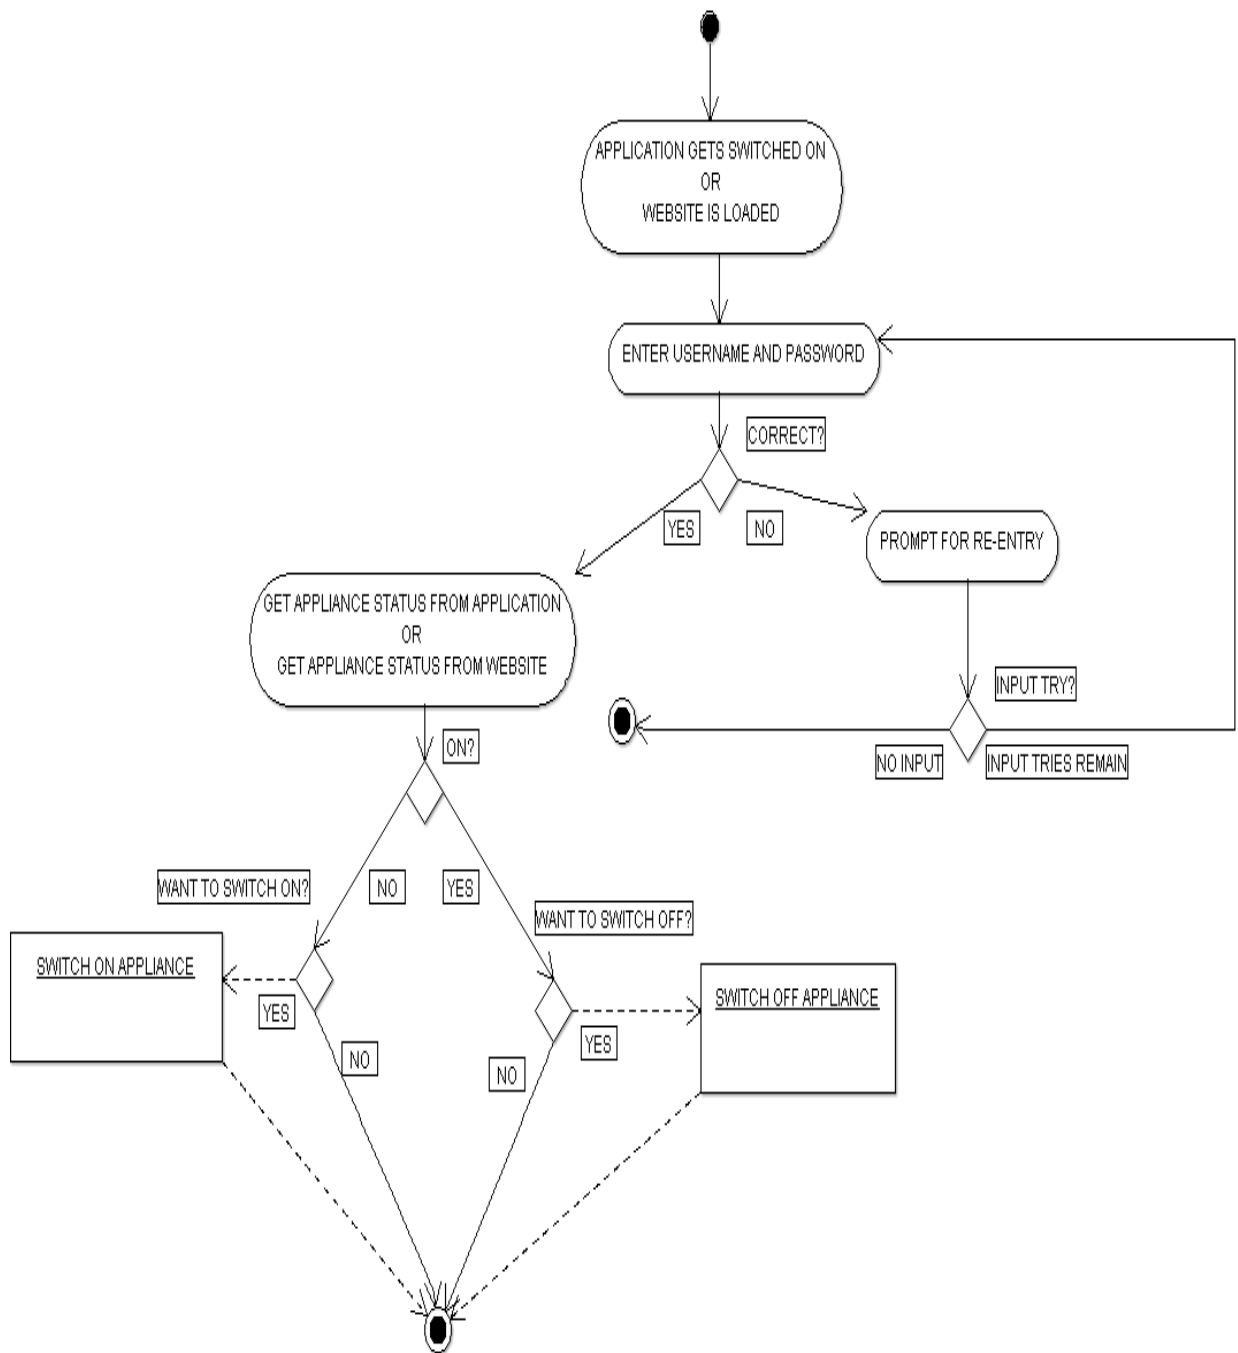 APPLICATION GETS SWITCHED ON
OR
WEBSITE IS LOADED
ENTER USERNAME AND PASSWORD
CORRECT?
YES
NO
PROMPT FOR RE-ENTRY
GET APPLIANCE STATUS FROM APPLICATION
OR
GET APPLIANCE STATUS FROM WEBSITE
INPUT TRY?
ON?
NO INPUT
INPUT TRIES REMAIN
WANT TO SWITCH ON?
NO
YES
WANT TO SWITCH OFF?
SWITCH ON APPLIANCE
SWITCH OFF APPLIANCE
YES
YES
NO
NO